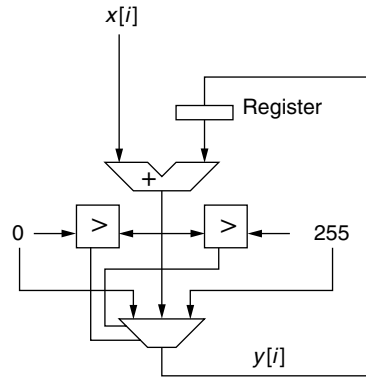 x[i]
Register
+
0
>
>
255
y[i]